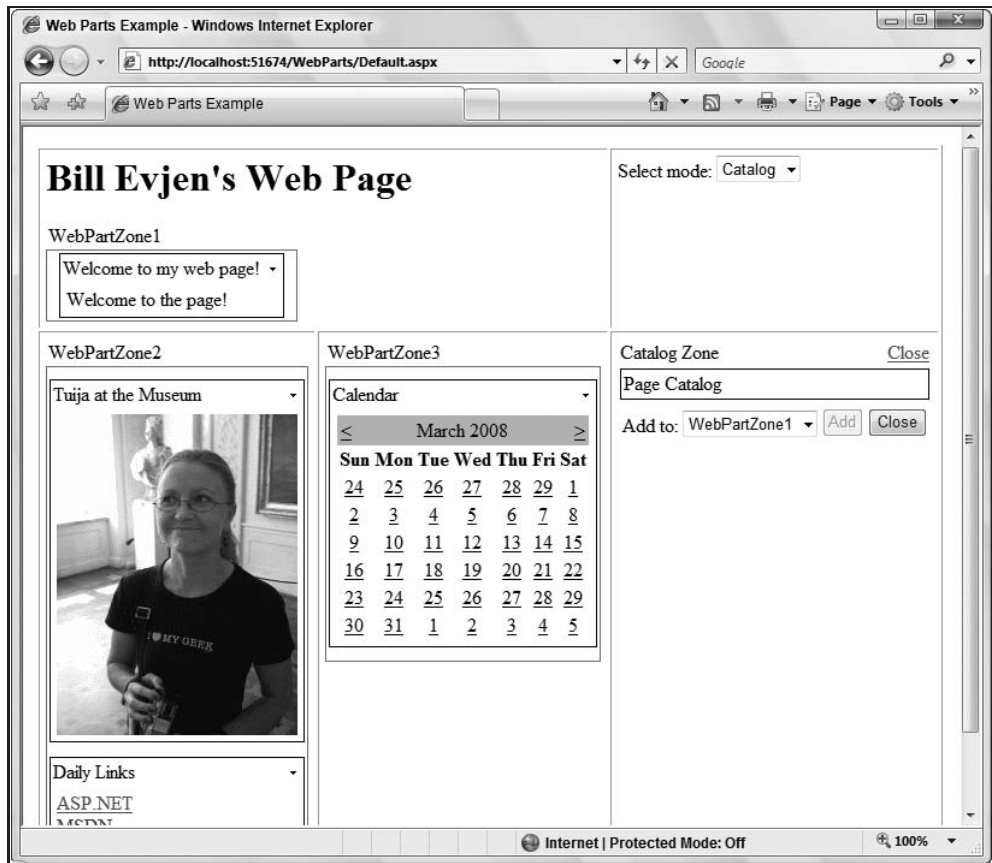 Web Parts Example - Windows Internet Explorer
http://localhost:51674/WebParts/Default.aspx
Google
Web Parts Example
Page
Tools
Bill Evjen's Web Page
Select mode: Catalog
WebPartZone1
Welcome to my web page!
Welcome to the page!
WebPartZone2
WebPartZone3
Catalog Zone Close
Tuija at the Museum
Calendar
Page Catalog
Add to: WebPartZone1 Add Close
< March 2008 >
Sun Mon Tue Wed Thu Fri Sat
24 25 26 27 28 29 1
2 3 4 5 6 7 8
9 10 11 12 13 14 15
16 17 18 19 20 21 22
23 24 25 26 27 28 29
30 31 1 2 3 4 5
I ♥ MY GEEK
Daily Links
ASP.NET
MSDN
Internet | Protected Mode: Off
100%